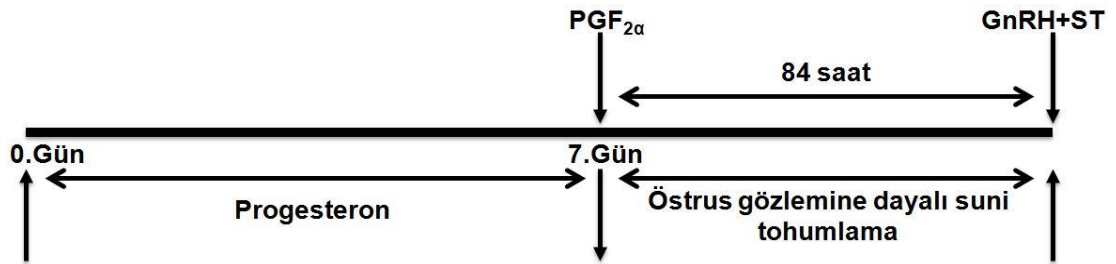 PGF2α
GnRH+ST
84 saat
0.Gün
7.Gün
Progesteron
Östrus gözlemine dayalı suni
tohumlama